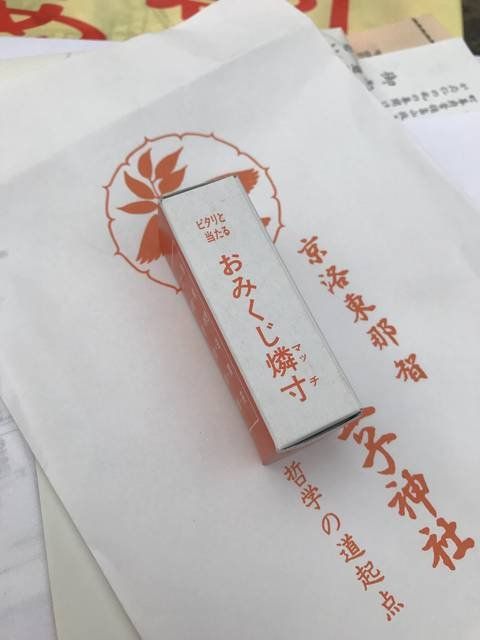 ピタリと
当たる
おみくじ燐寸
マッチ
京洛東那智
子神社
哲学の道起点